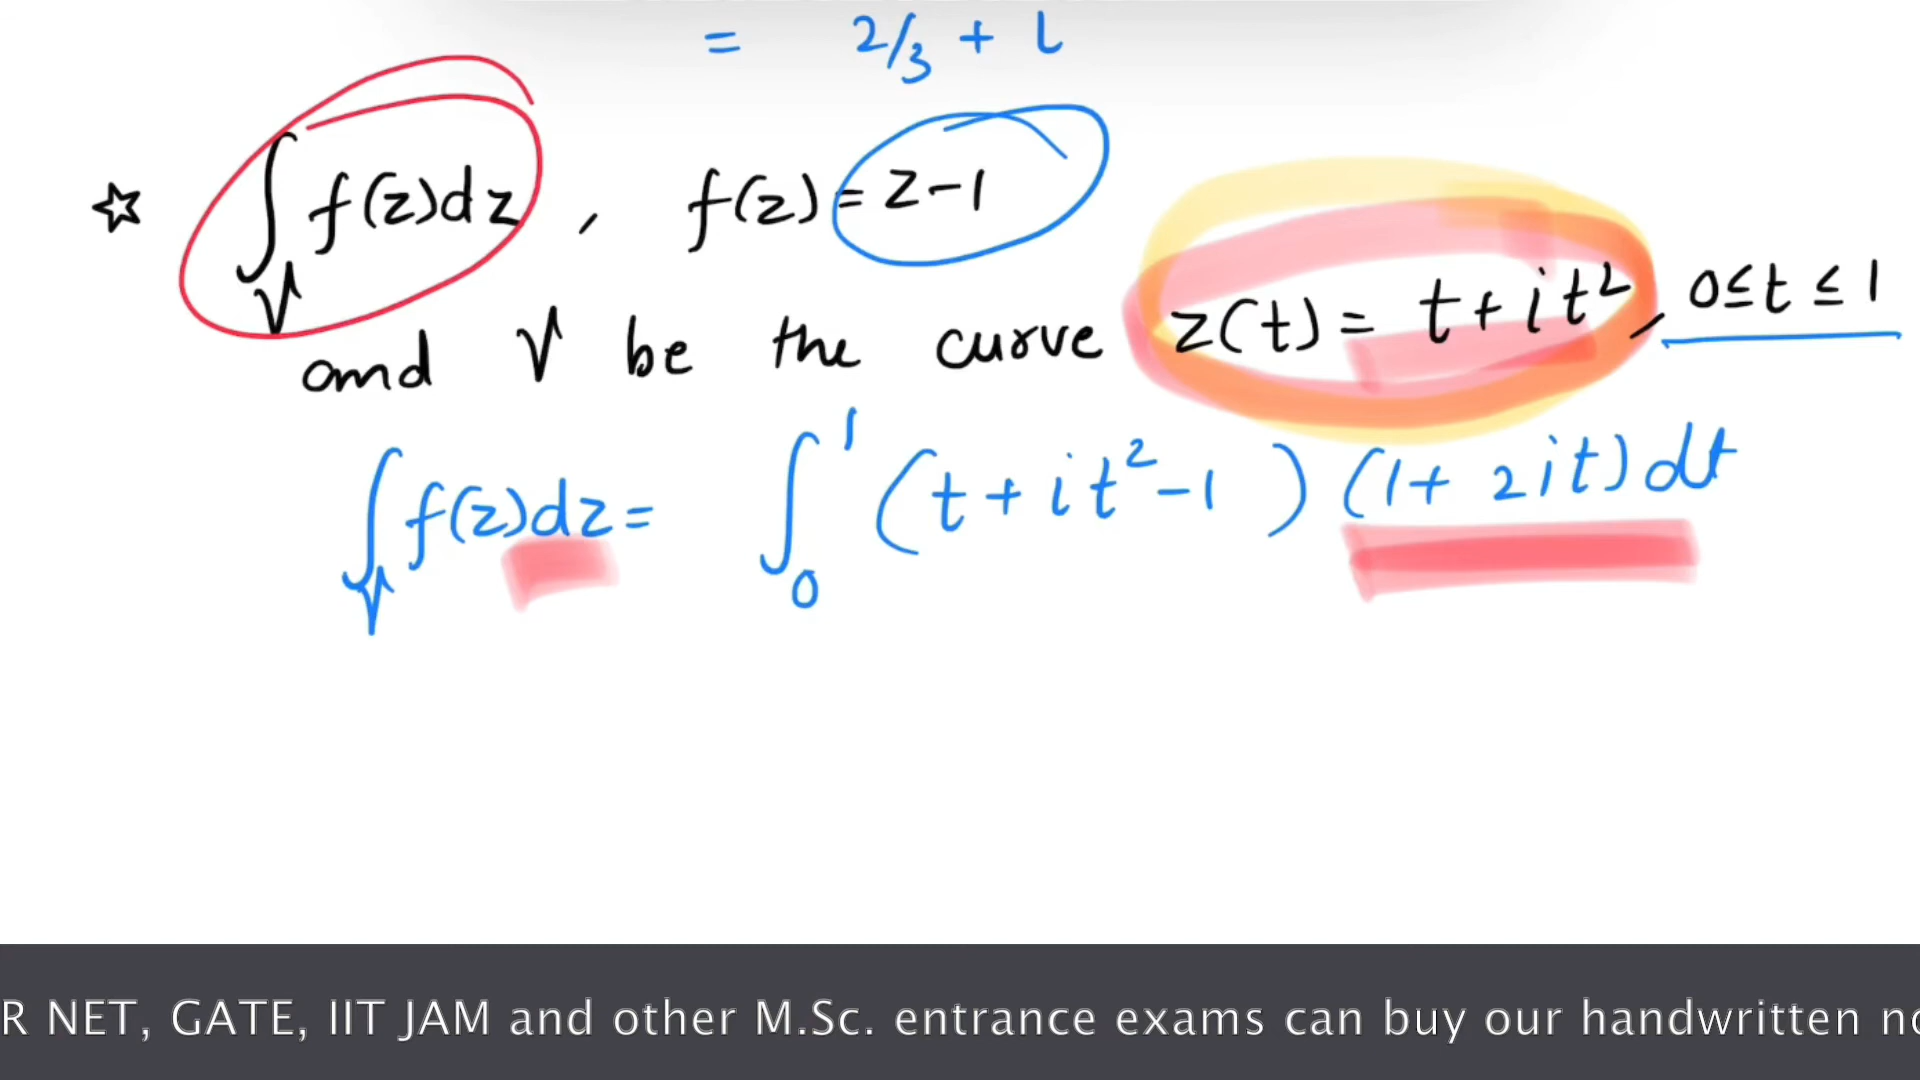 = 2/3 + i
☆ ∫γ f(z)dz , f(z) = z-1
and γ be the curve z(t) = t + it², 0≤t≤1
∫γ f(z)dz = ∫₀¹ (t + it² - 1) (1 + 2it) dt
R NET, GATE, IIT JAM and other M.Sc. entrance exams can buy our handwritten no